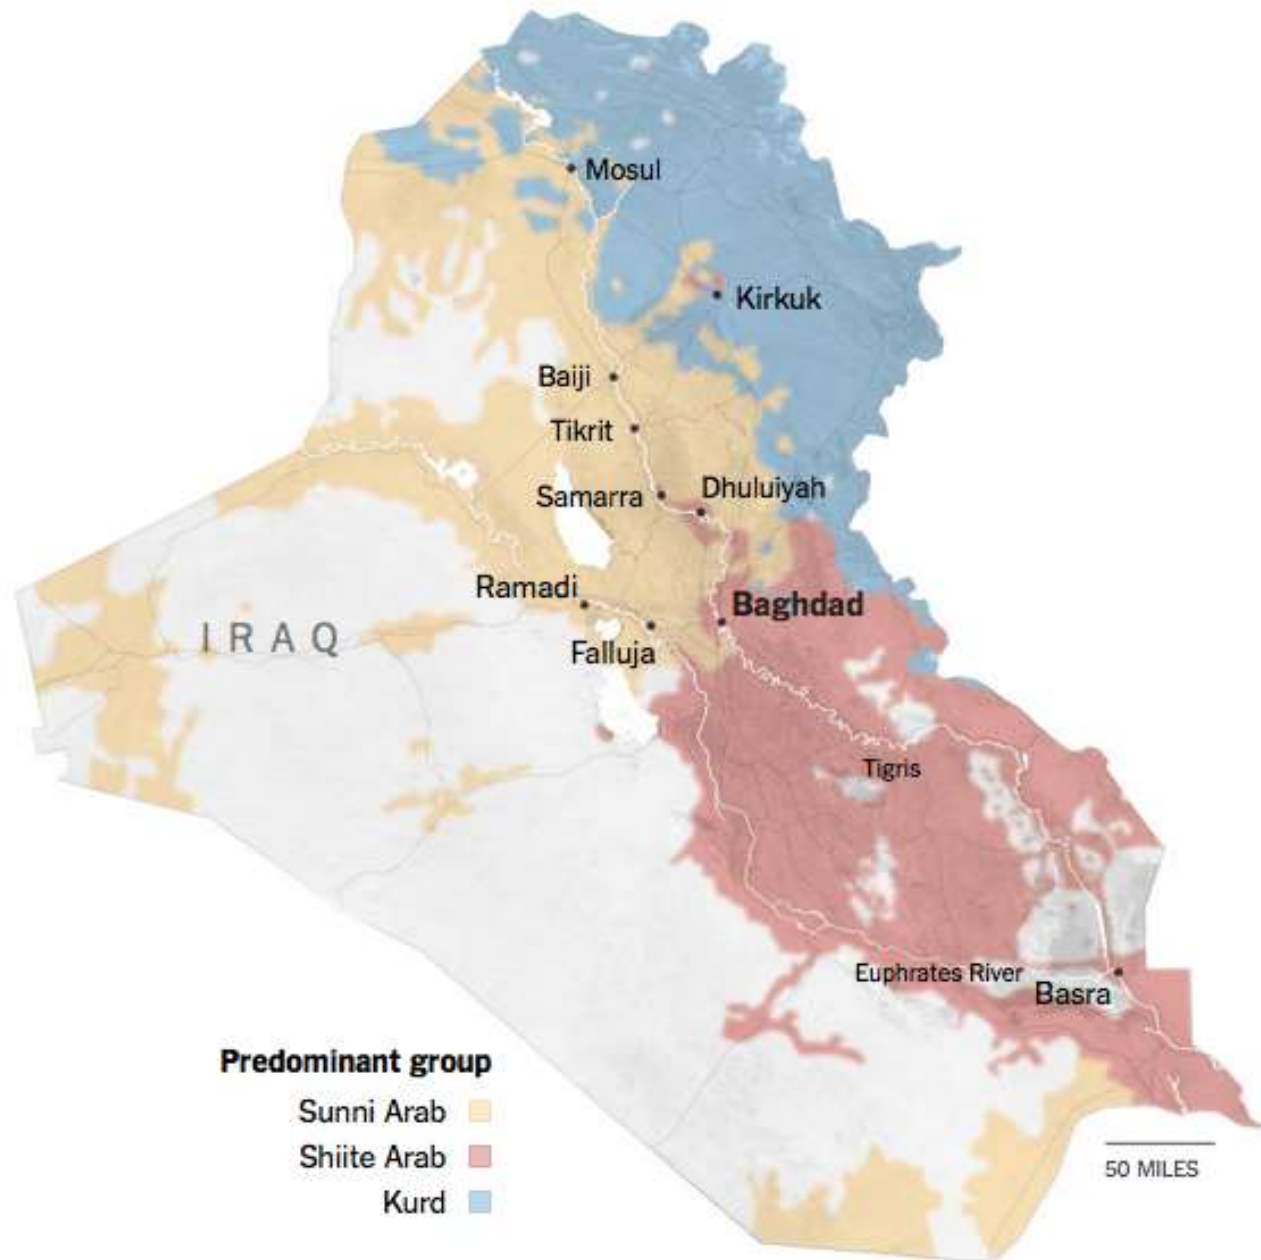 Mosul
Kirkuk
Baiji
Tikrit
Samarra
Dhuluiyah
Ramadi
Baghdad
IRAQ
Falluja
Tigris
Euphrates River
Basra
Predominant group
Sunni Arab
Shiite Arab
Kurd
50 MILES